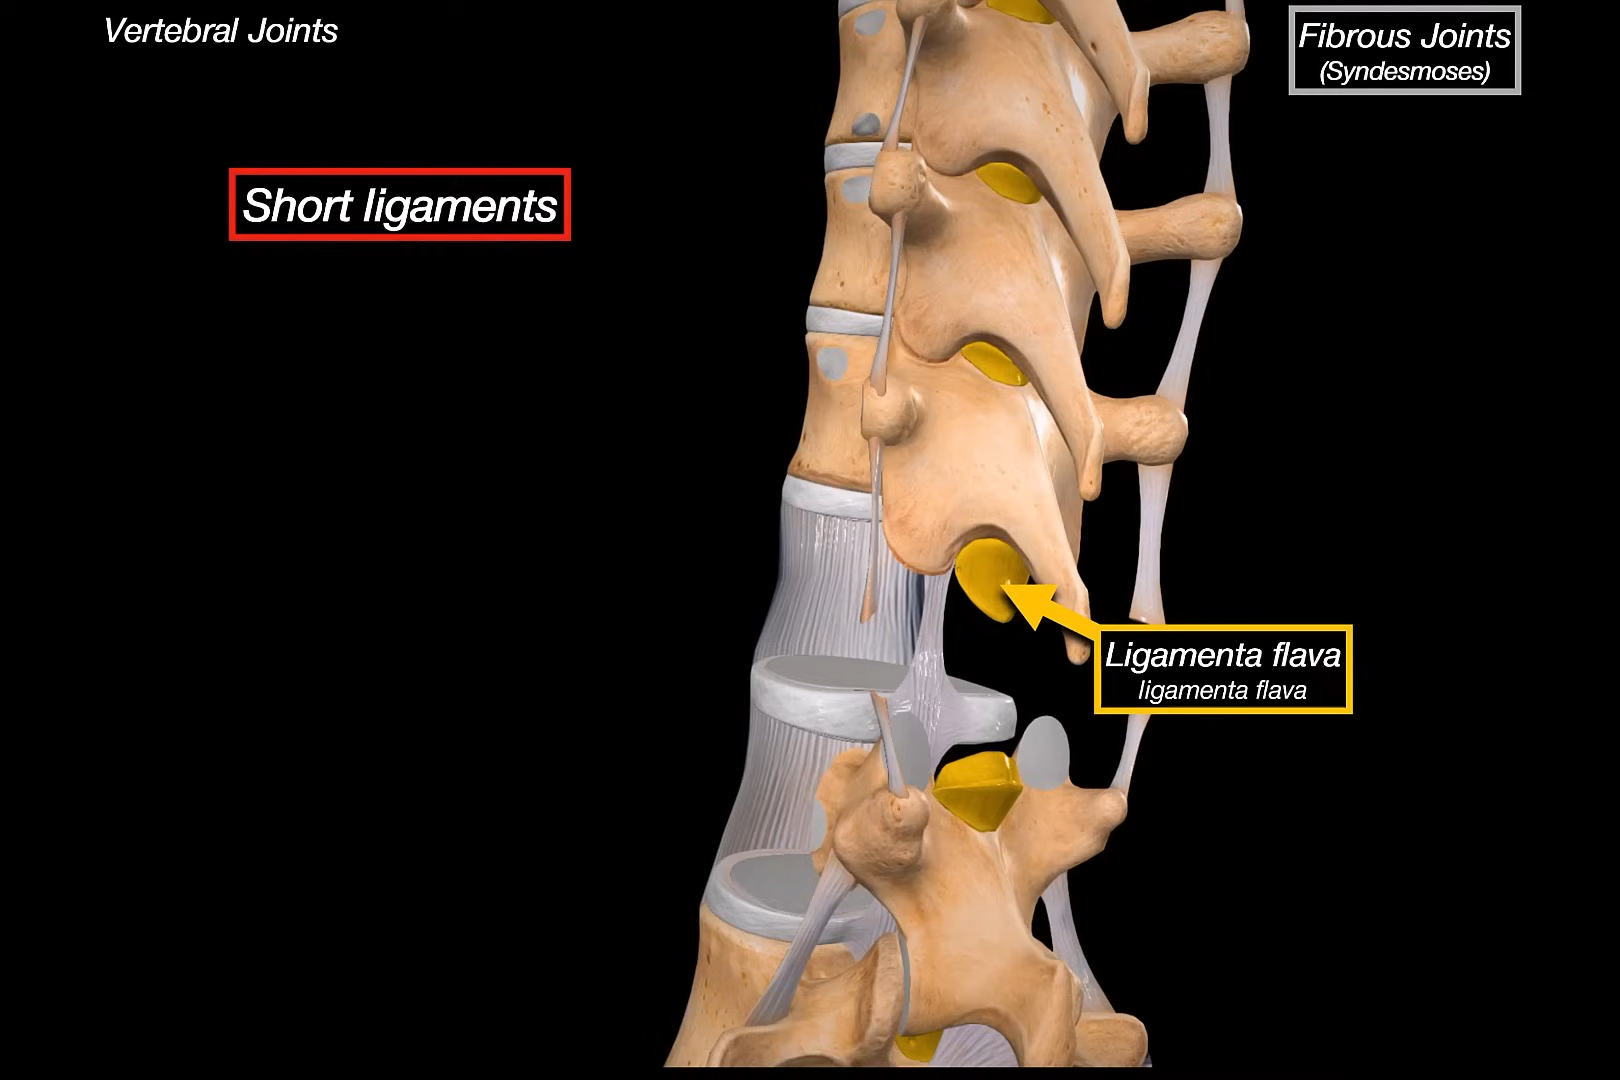 Vertebral Joints
Fibrous Joints
(Syndesmoses)
Short ligaments
Ligamenta flava
ligamenta flava